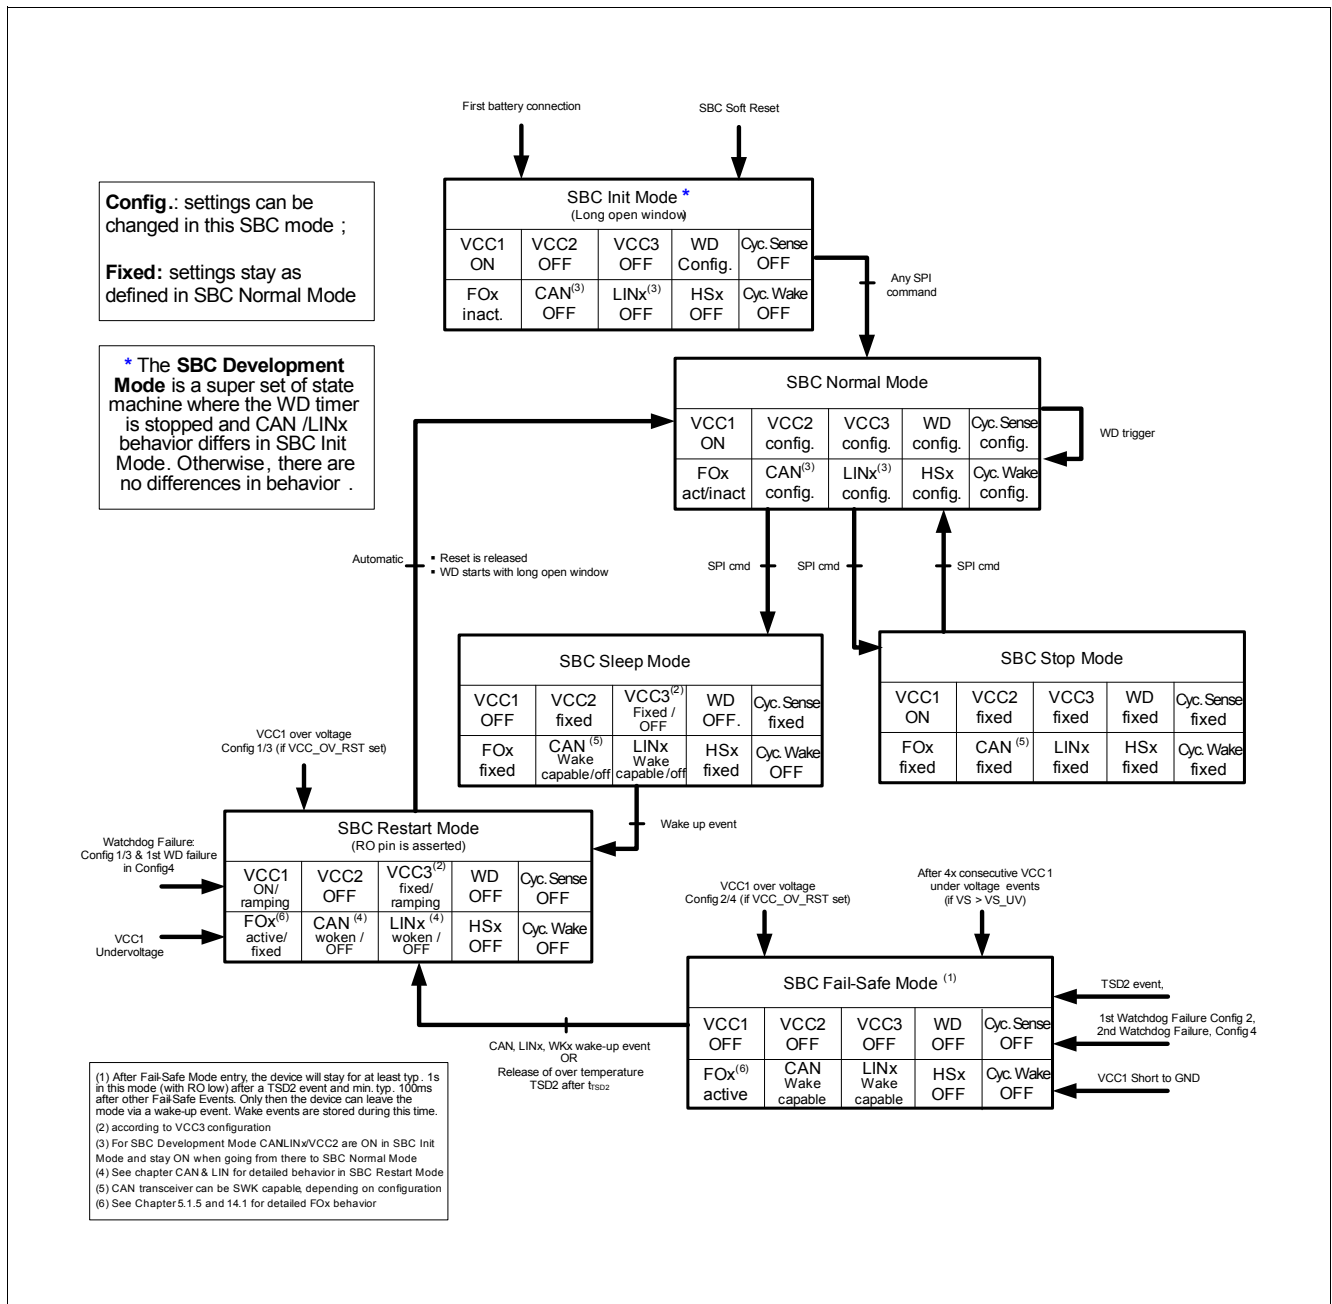 First battery connection
SBC Soft Reset
Config.: settings can be
changed in this SBC mode ;
Fixed: settings stay as
defined in SBC Normal Mode
* The SBC Development
Mode is a super set of state
machine where the WD timer
is stopped and CAN /LINx
behavior differs in SBC Init
Mode. Otherwise, there are
no differences in behavior .
SBC Init Mode *
(Long open window)
VCC1 ON
VCC2 OFF
VCC3 OFF
WD Config.
Cyc. Sense OFF
FOx inact.
CAN(3) OFF
LINx(3) OFF
HSx OFF
Cyc. Wake OFF
Any SPI
command
SBC Normal Mode
VCC1 ON
VCC2 config.
VCC3 config.
WD config.
Cyc. Sense config.
FOx act/inact
CAN(3) config.
LINx(3) config.
HSx config.
Cyc. Wake config.
WD trigger
Automatic
▪ Reset is released
▪ WD starts with long open window
SPI cmd
SPI cmd
SPI cmd
SBC Sleep Mode
VCC1 OFF
VCC2 fixed
VCC3(2) Fixed / OFF
WD OFF.
Cyc. Sense fixed
FOx fixed
CAN (5) Wake capable/off
LINx Wake capable/off
HSx fixed
Cyc. Wake OFF
SBC Stop Mode
VCC1 ON
VCC2 fixed
VCC3 fixed
WD fixed
Cyc. Sense fixed
FOx fixed
CAN (5) fixed
LINx fixed
HSx fixed
Cyc. Wake fixed
VCC1 over voltage
Config 1/3 (if VCC_OV_RST set)
Wake up event
Watchdog Failure:
Config 1/3 & 1st WD failure
in Config4
VCC1
Undervoltage
SBC Restart Mode
(RO pin is asserted)
VCC1 ON/ ramping
VCC2 OFF
VCC3(2) fixed/ ramping
WD OFF
Cyc. Sense OFF
FOx(6) active/ fixed
CAN (4) woken / OFF
LINx (4) woken / OFF
HSx OFF
Cyc. Wake OFF
VCC1 over voltage
Config 2/4 (if VCC_OV_RST set)
After 4x consecutive VCC1
under voltage events
(if VS > VS_UV)
SBC Fail-Safe Mode (1)
VCC1 OFF
VCC2 OFF
VCC3 OFF
WD OFF
Cyc. Sense OFF
FOx(6) active
CAN Wake capable
LINx Wake capable
HSx OFF
Cyc. Wake OFF
TSD2 event,
1st Watchdog Failure Config 2,
2nd Watchdog Failure, Config 4
VCC1 Short to GND
CAN, LINx, WKx wake-up event
OR
Release of over temperature
TSD2 after tTSD2
(1) After Fail-Safe Mode entry, the device will stay for at least typ. 1s
in this mode (with RO low) after a TSD2 event and min. typ. 100ms
after other Fail-Safe Events. Only then the device can leave the
mode via a wake-up event. Wake events are stored during this time.
(2) according to VCC3 configuration
(3) For SBC Development Mode CAN/LINx/VCC2 are ON in SBC Init
Mode and stay ON when going from there to SBC Normal Mode
(4) See chapter CAN & LIN for detailed behavior in SBC Restart Mode
(5) CAN transceiver can be SWK capable, depending on configuration
(6) See Chapter 5.1.5 and 14.1 for detailed FOx behavior